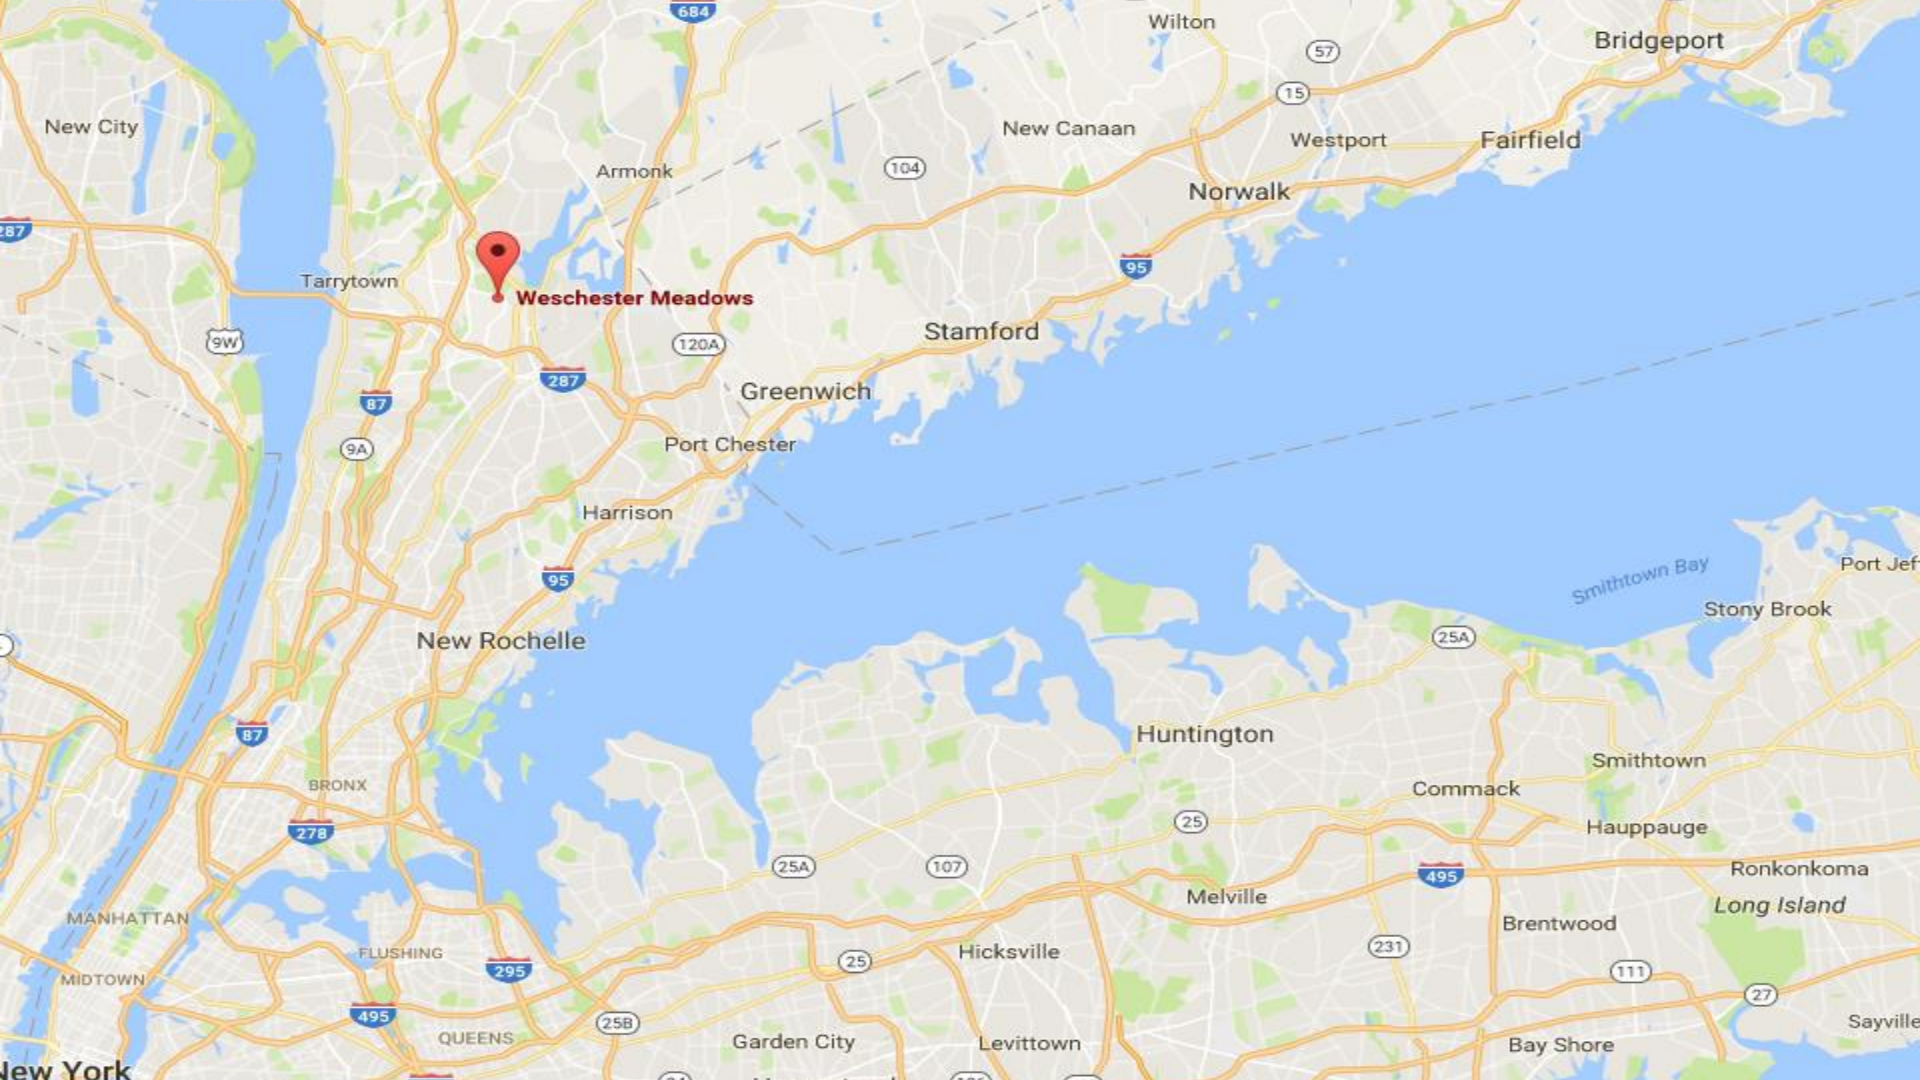 684
Wilton
57
Bridgeport
15
New City
New Canaan
Westport
Fairfield
Armonk
104
Norwalk
287
95
Tarrytown
Weschester Meadows
Stamford
9W
120A
287
Greenwich
87
9A
Port Chester
Harrison
95
Smithtown Bay
Port Jef
Stony Brook
New Rochelle
25A
87
Huntington
Smithtown
BRONX
Commack
278
25
Hauppauge
25A
107
495
Ronkonkoma
Melville
Long Island
MANHATTAN
Brentwood
FLUSHING
231
Hicksville
25
295
111
MIDTOWN
27
495
25B
Sayville
QUEENS
Garden City
Levittown
Bay Shore
New York